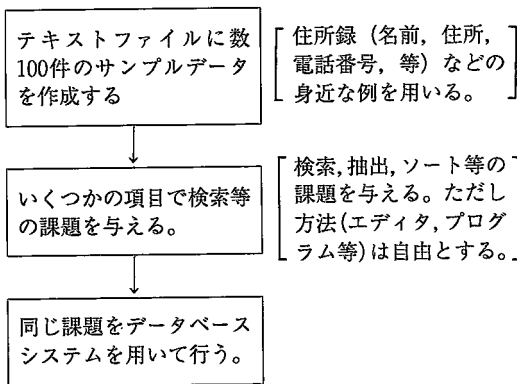 テキストファイルに数
100件のサンプルデータ
を作成する
住所録（名前，住所，
電話番号，等）などの
身近な例を用いる。
いくつかの項目で検索等
の課題を与える。
検索，抽出，ソート等の
課題を与える。ただし
方法（エディタ，プログ
ラム等）は自由とする。
同じ課題をデータベース
システムを用いて行う。